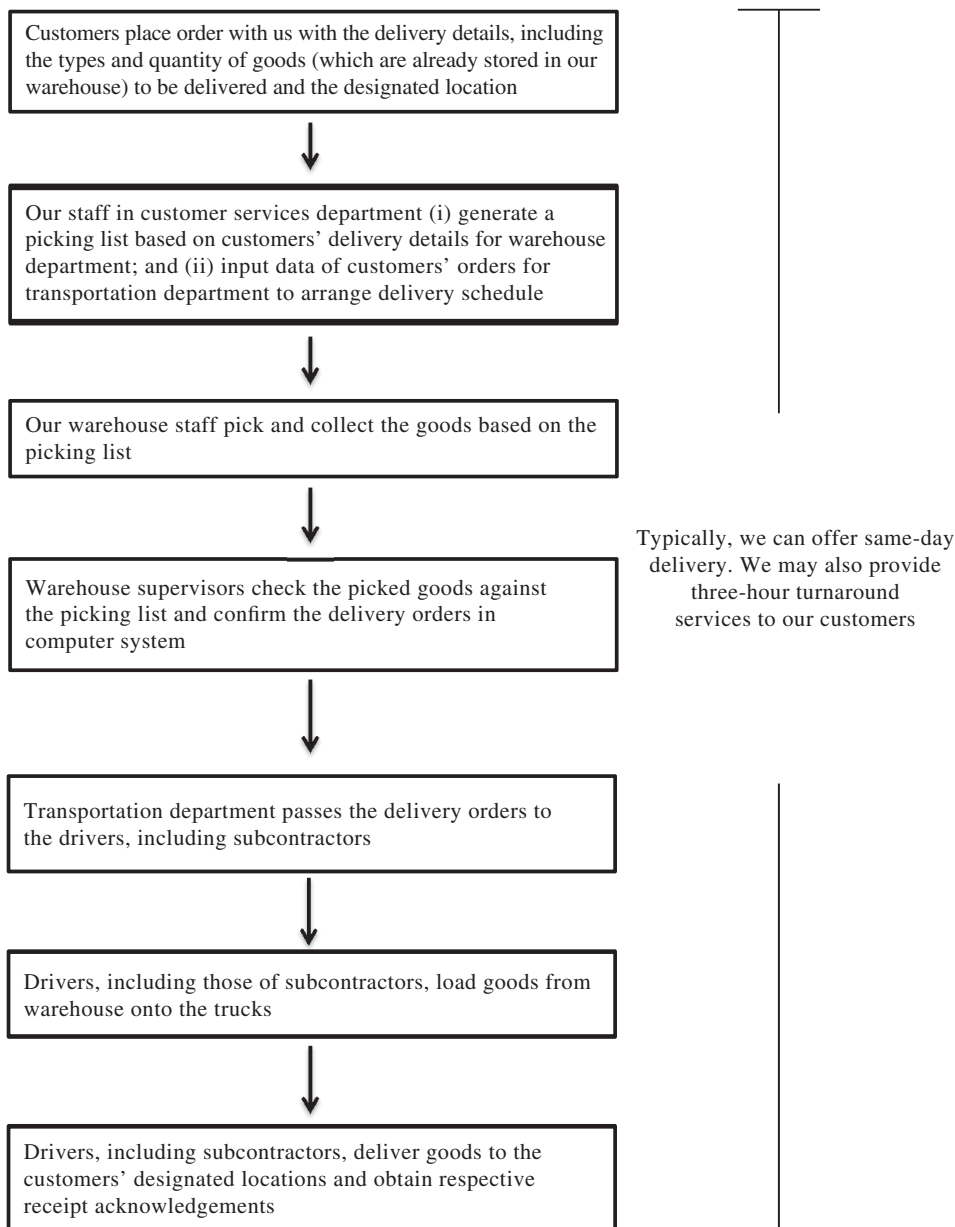 Customers place order with us with the delivery details, including
the types and quantity of goods (which are already stored in our
warehouse) to be delivered and the designated location
Our staff in customer services department (i) generate a
picking list based on customers’ delivery details for warehouse
department; and (ii) input data of customers’ orders for
transportation department to arrange delivery schedule
Our warehouse staff pick and collect the goods based on the
picking list
Typically, we can offer same-day
delivery. We may also provide
three-hour turnaround
services to our customers
Warehouse supervisors check the picked goods against
the picking list and confirm the delivery orders in
computer system
Transportation department passes the delivery orders to
the drivers, including subcontractors
Drivers, including those of subcontractors, load goods from
warehouse onto the trucks
Drivers, including subcontractors, deliver goods to the
customers’ designated locations and obtain respective
receipt acknowledgements